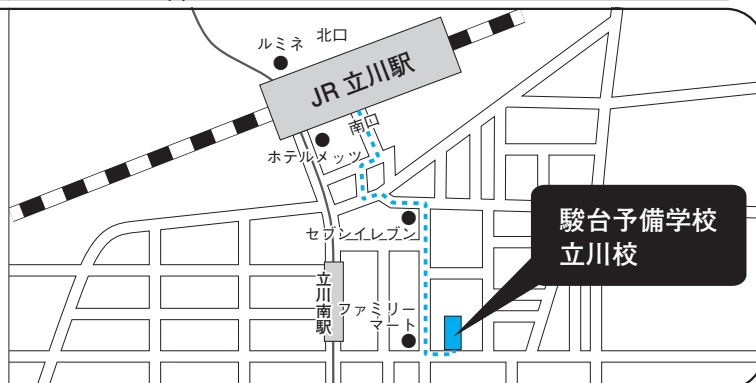 ルミネ
北口
JR 立川駅
南口
ホテルメッツ
セブンイレブン
駿台予備学校
立川校
立川南駅
ファミリー
マート